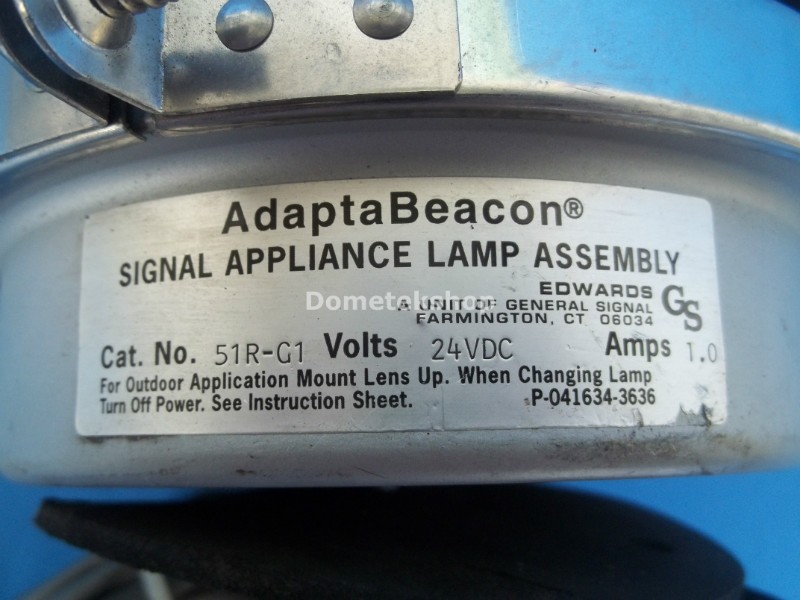 AdaptaBeacon®
SIGNAL APPLIANCE LAMP ASSEMBLY
EDWARDS GS
A UNIT OF GENERAL SIGNAL
FARMINGTON, CT 06034
Dometekshop
Cat. No. 51R-G1 Volts 24VDC Amps 1.0
For Outdoor Application Mount Lens Up. When Changing Lamp
Turn Off Power. See Instruction Sheet. P-041634-3636